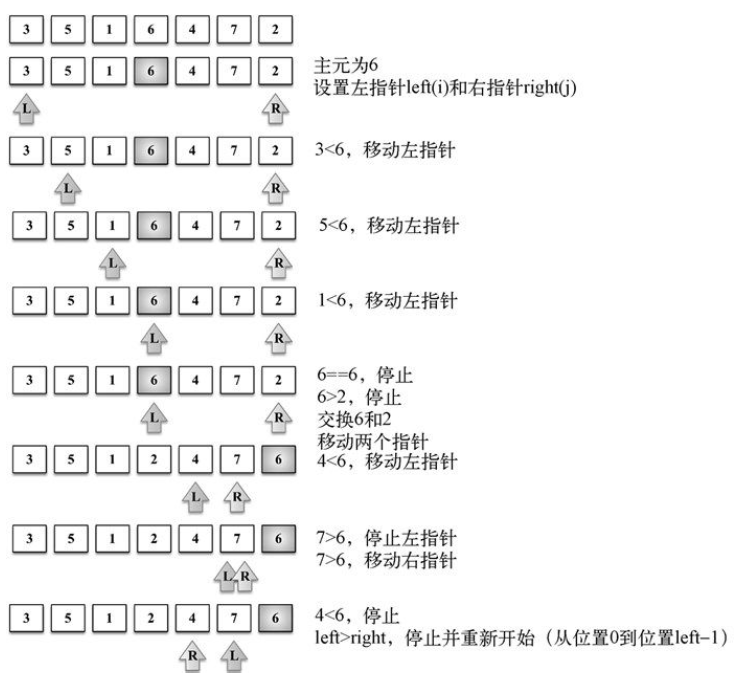 3 5 1 6 4 7 2
3 5 1 6 4 7 2
主元为6
设置左指针left(i)和右指针right(j)
L R
3 5 1 6 4 7 2
3<6，移动左指针
L R
3 5 1 6 4 7 2
5<6，移动左指针
L R
3 5 1 6 4 7 2
1<6，移动左指针
L R
3 5 1 6 4 7 2
6==6，停止
6>2，停止
交换6和2
移动两个指针
L R
3 5 1 2 4 7 6
4<6，移动左指针
L R
3 5 1 2 4 7 6
7>6，停止左指针
7>6，移动右指针
L R
3 5 1 2 4 7 6
4<6，停止
left>right，停止并重新开始（从位置0到位置left-1）
R L